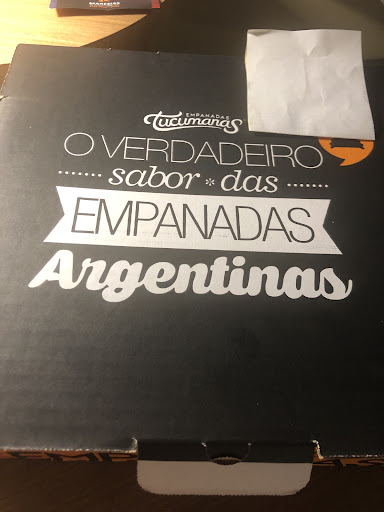 EMPANADAS
Tucumanas
O VERDADEIRO
sabor * das
EMPANADAS
Argentinas